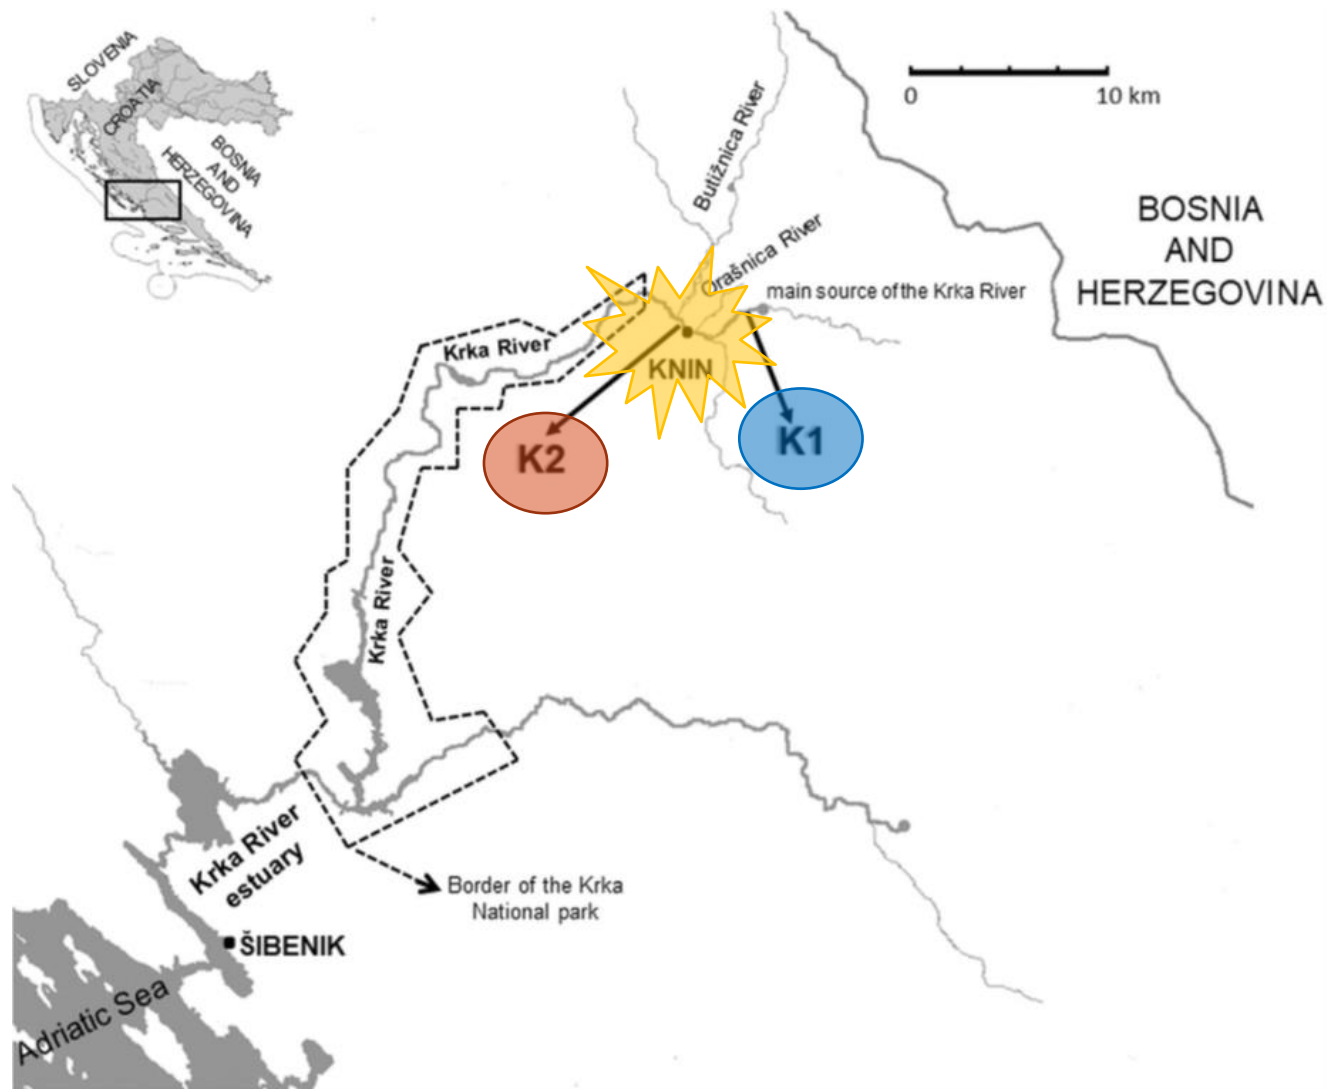 SLOVENIA
CROATIA
BOSNIA
AND
HERZEGOVINA
0
10 km
Butižnica River
Orašnica River
main source of the Krka River
BOSNIA
AND
HERZEGOVINA
Krka River
KNIN
K2
K1
Krka River
Krka River
estuary
Border of the Krka
National park
ŠIBENIK
Adriatic Sea